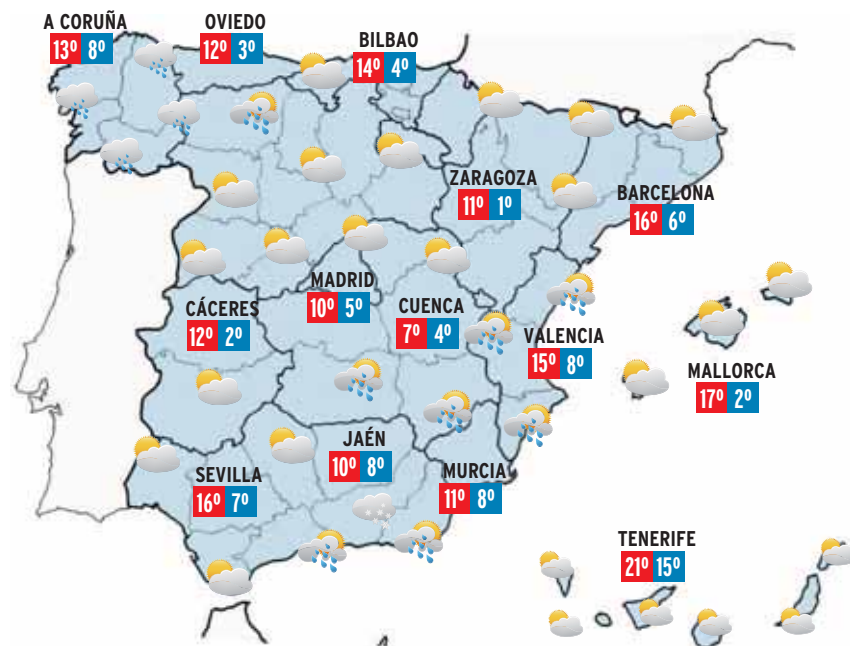 A CORUÑA
13º 8º
OVIEDO
12º 3º
BILBAO
14º 4º
ZARAGOZA
11º 1º
BARCELONA
16º 6º
MADRID
10º 5º
CÁCERES
12º 2º
CUENCA
7º 4º
VALENCIA
15º 8º
MALLORCA
17º 2º
JAÉN
10º 8º
SEVILLA
16º 7º
MURCIA
11º 8º
TENERIFE
21º 15º